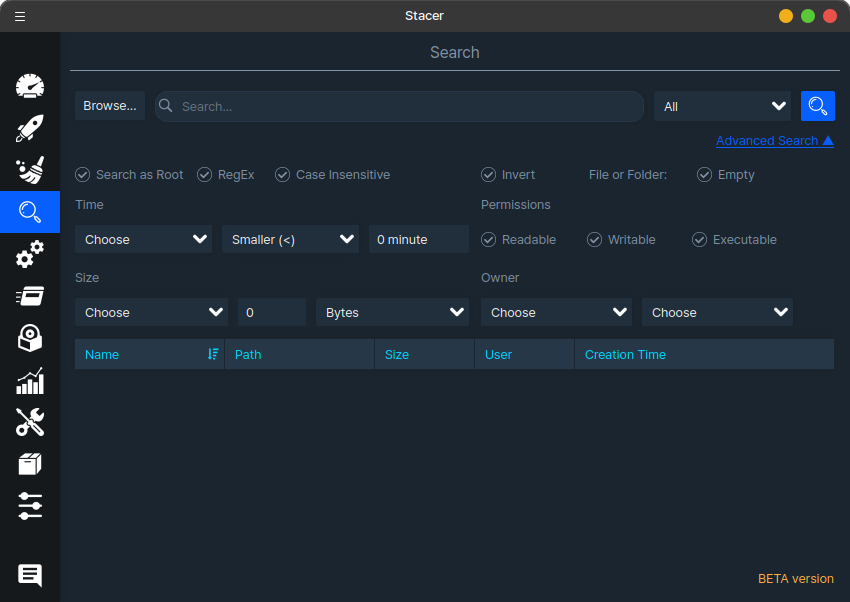 Stacer
Search
Browse... Search... All
Advanced Search
Search as Root RegEx Case Insensitive Invert File or Folder: Empty
Time Permissions
Choose Smaller (<) 0 minute Readable Writable Executable
Size Owner
Choose 0 Bytes Choose Choose
Name Path Size User Creation Time
BETA version